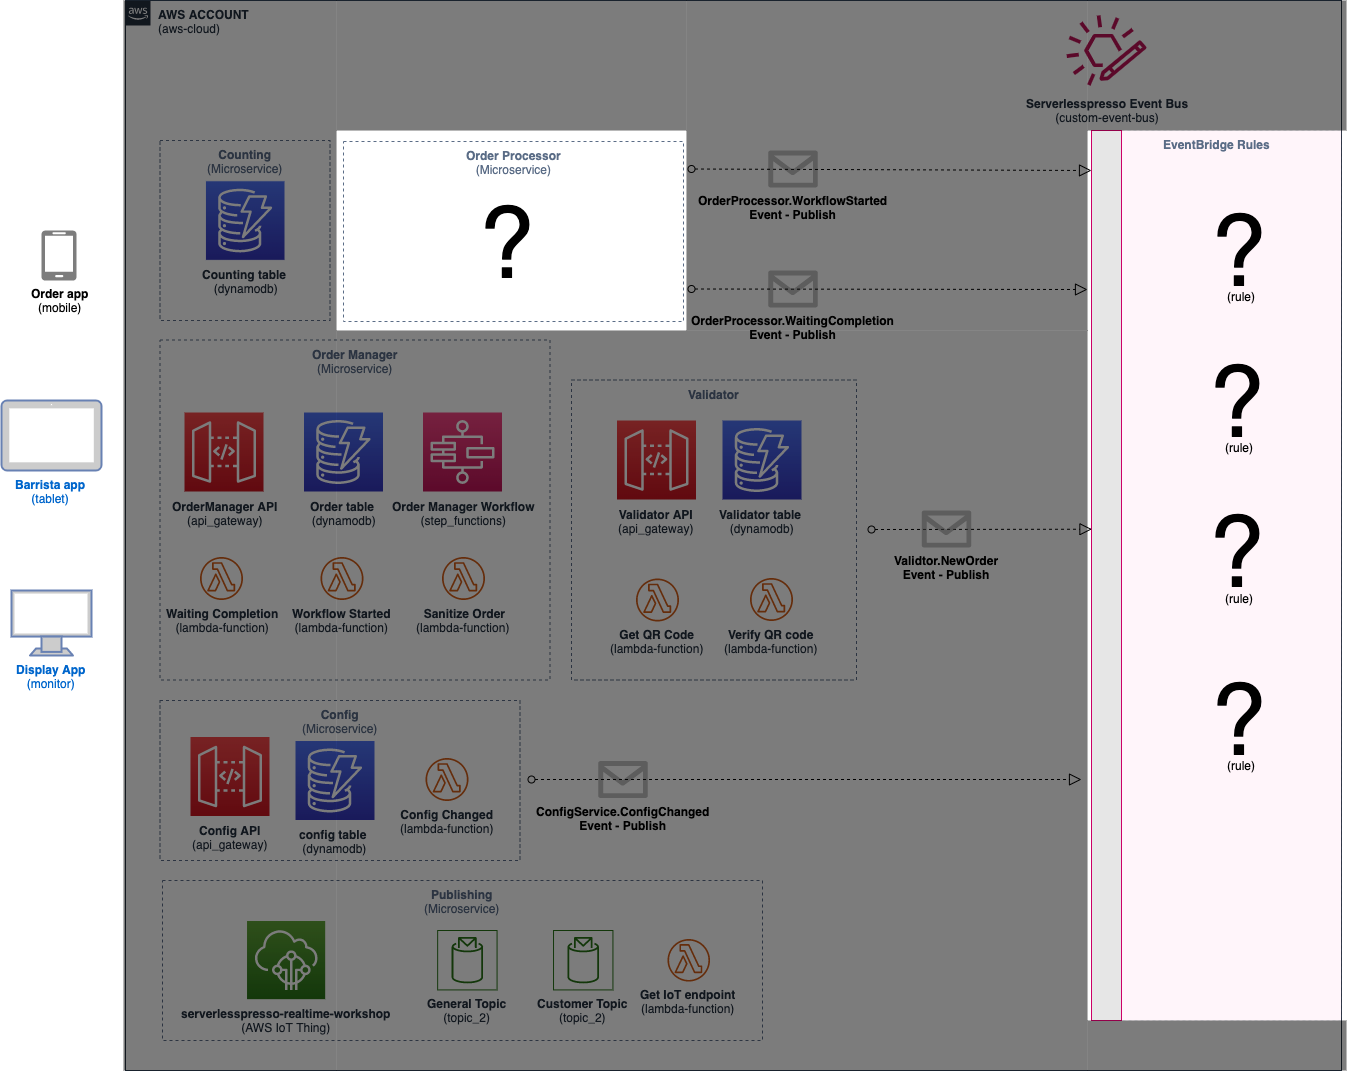 aws
AWS ACCOUNT
(aws-cloud)
Serverlesspresso Event Bus
(custom-event-bus)
Counting
(Microservice)
Counting table
(dynamodb)
Order Processor
(Microservice)
?
OrderProcessor.WorkflowStarted
Event - Publish
OrderProcessor.WaitingCompletion
Event - Publish
EventBridge Rules
?
(rule)
?
(rule)
?
(rule)
?
(rule)
Order app
(mobile)
Barrista app
(tablet)
Display App
(monitor)
Order Manager
(Microservice)
OrderManager API
(api_gateway)
Order table
(dynamodb)
Order Manager Workflow
(step_functions)
Waiting Completion
(lambda-function)
Workflow Started
(lambda-function)
Sanitize Order
(lambda-function)
Validator
Validator API
(api_gateway)
Validator table
(dynamodb)
Get QR Code
(lambda-function)
Verify QR code
(lambda-function)
Validtor.NewOrder
Event - Publish
Config
(Microservice)
Config API
(api_gateway)
config table
(dynamodb)
Config Changed
(lambda-function)
ConfigService.ConfigChanged
Event - Publish
Publishing
(Microservice)
serverlesspresso-realtime-workshop
(AWS IoT Thing)
General Topic
(topic_2)
Customer Topic
(topic_2)
Get IoT endpoint
(lambda-function)